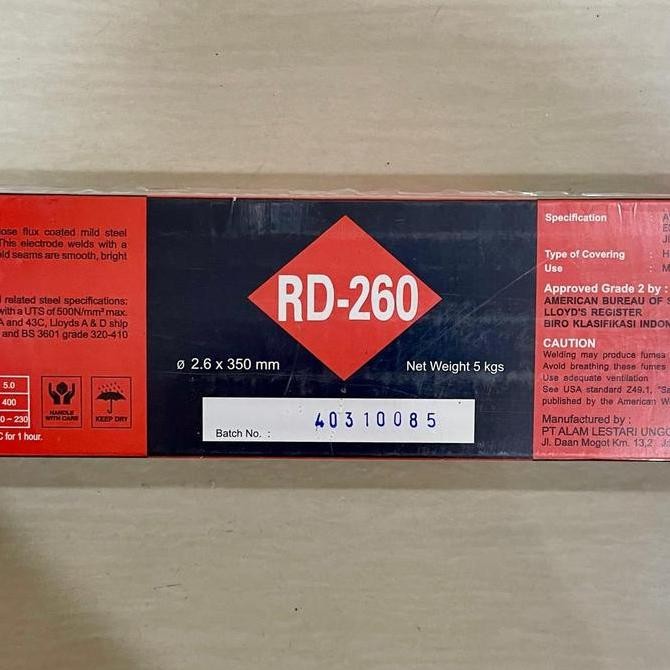 flux coated mild steel
This electrode welds with a
seams are smooth, bright
related steel specifications:
with a UTS of 500N/mm² max.
and 43C, Lloyds A & D ship
and BS 3601 grade 320-410
5.0
400
~ 230
HANDLE
WITH CARE
KEEP DRY
for 1 hour.
RD-260
ø 2.6 x 350 mm
Net Weight 5 kgs
Batch No. : 40310085
Specification :
Type of Covering :
Use :
Approved Grade 2 by :
AMERICAN BUREAU OF
LLOYD'S REGISTER
BIRO KLASIFIKASI
CAUTION
Welding may produce fumes
Avoid breathing these fumes
Use adequate ventilation
See USA standard Z49.1,
published by the American
Manufactured by :
PT ALAM LESTARI
Jl. Daan Mogot Km. 13,2